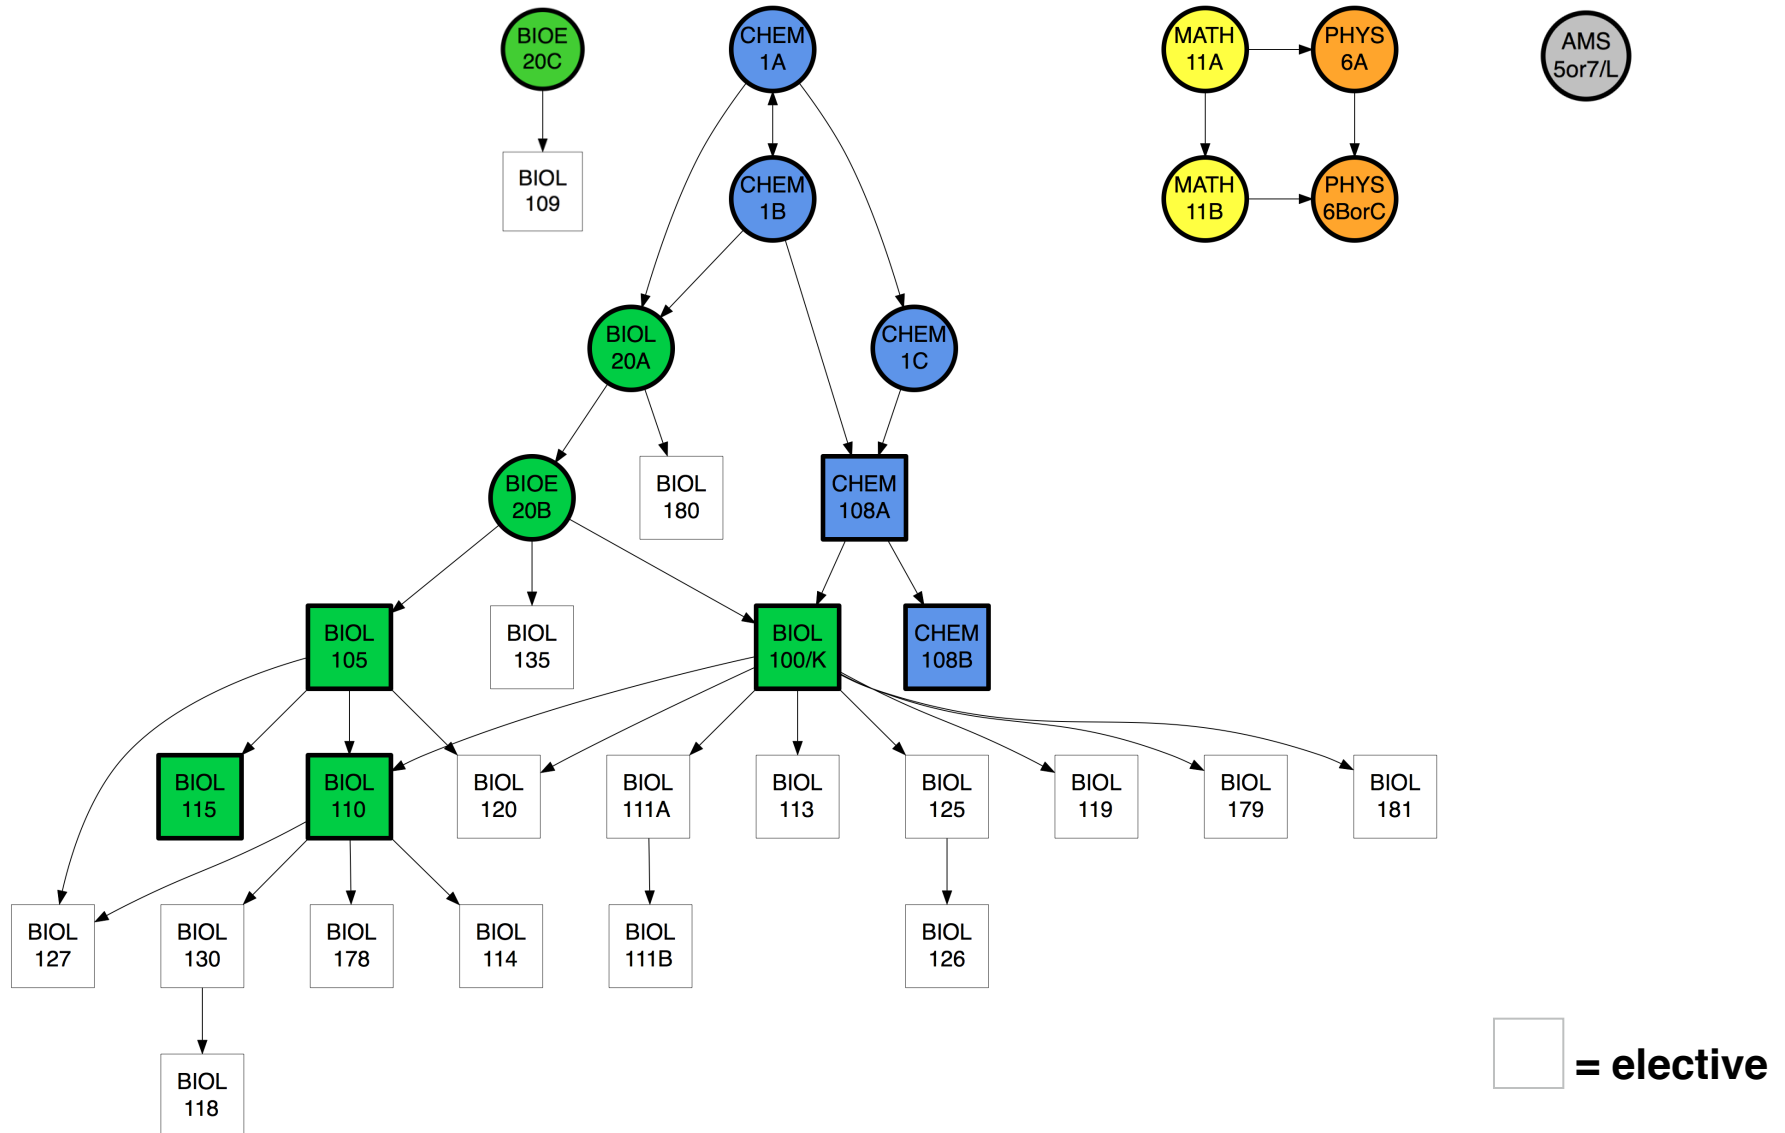 BIOE
20C
CHEM
1A
MATH
11A
PHYS
6A
AMS
5or7/L
BIOL
109
CHEM
1B
MATH
11B
PHYS
6BorC
BIOL
20A
CHEM
1C
BIOE
20B
BIOL
180
CHEM
108A
BIOL
105
BIOL
135
BIOL
100/K
CHEM
108B
BIOL
115
BIOL
110
BIOL
120
BIOL
111A
BIOL
113
BIOL
125
BIOL
119
BIOL
179
BIOL
181
BIOL
127
BIOL
130
BIOL
178
BIOL
114
BIOL
111B
BIOL
126
BIOL
118
= elective